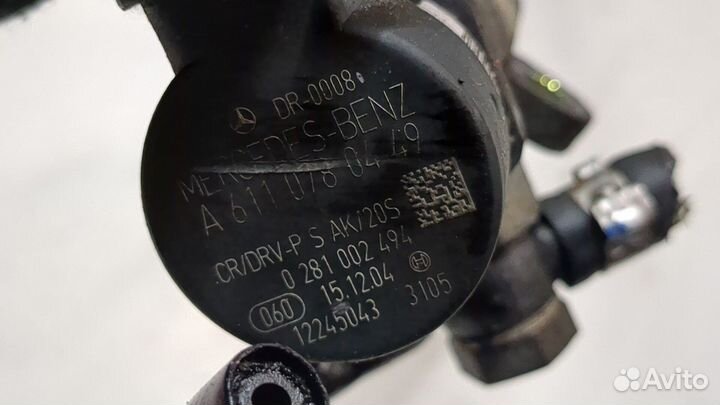 DR-0008
MERCEDES-BENZ
A 611 078 04 49
CR/DRV-P S AK/20S
0 281 002 494
060 15.12.04
12245043 3105
Avito